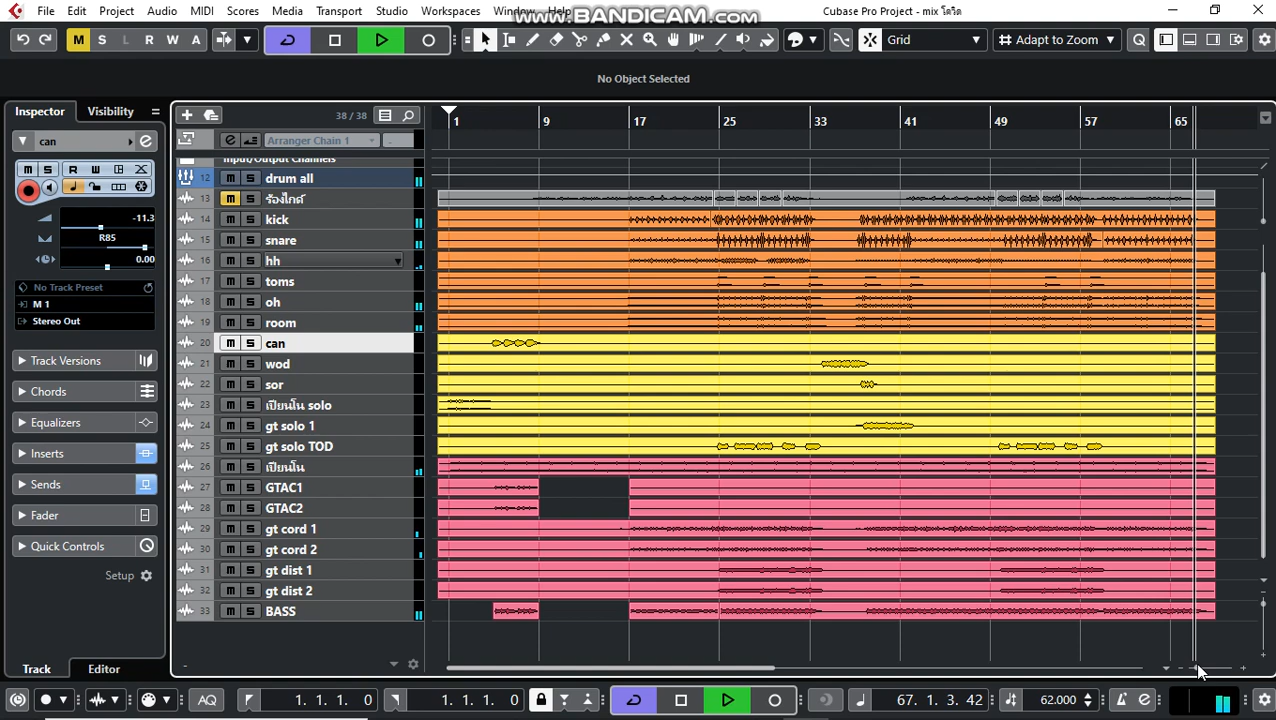 File Edit Project Audio MIDI Scores Media Transport Studio Workspaces Window Help
www.BANDICAM.com
Cubase Pro Project - mix โควิด
M S L R W A
Grid
Adapt to Zoom
No Object Selected
Inspector Visibility
38 / 38
1 9 17 25 33 41 49 57 65
can
Arranger Chain 1
Input/Output Channels
M S R W
-11.3
R85
0.00
No Track Preset
M 1
Stereo Out
Track Versions
Chords
Equalizers
Inserts
Sends
Fader
Quick Controls
Setup
12 drum all
13 M S ร้องไกด์
14 m S kick
15 m S snare
16 m S hh
17 m S toms
18 m S oh
19 m S room
20 m S can
21 m S wod
22 m S sor
23 m S เปียนโน solo
24 m S gt solo 1
25 m S gt solo TOD
26 m S เปียนโน
27 m S GTAC1
28 m S GTAC2
29 m S gt cord 1
30 m S gt cord 2
31 m S gt dist 1
32 m S gt dist 2
33 m S BASS
Track Editor
AQ
1. 1. 1. 0
1. 1. 1. 0
67. 1. 3. 42
62.000